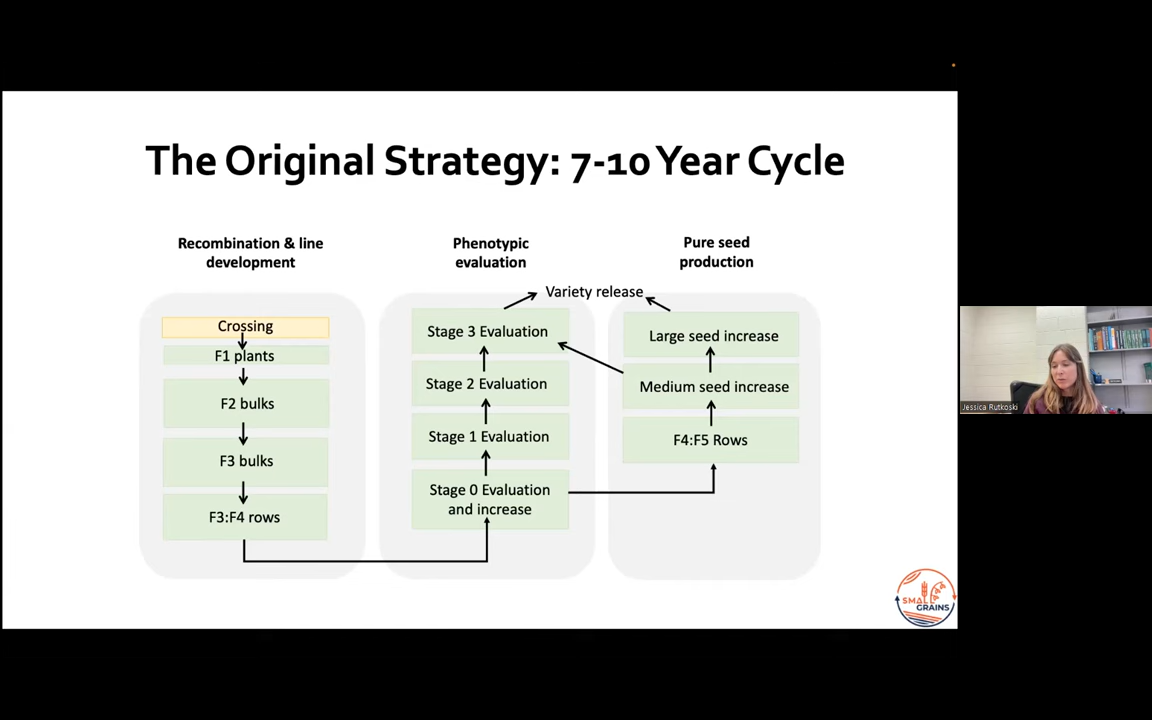 The Original Strategy: 7-10 Year Cycle
Recombination & line
development
Crossing
F1 plants
F2 bulks
F3 bulks
F3:F4 rows
Phenotypic
evaluation
Variety release
Stage 3 Evaluation
Stage 2 Evaluation
Stage 1 Evaluation
Stage 0 Evaluation
and increase
Pure seed
production
Large seed increase
Medium seed increase
F4:F5 Rows
SMALL
GRAINS
Jessica Rutkoski